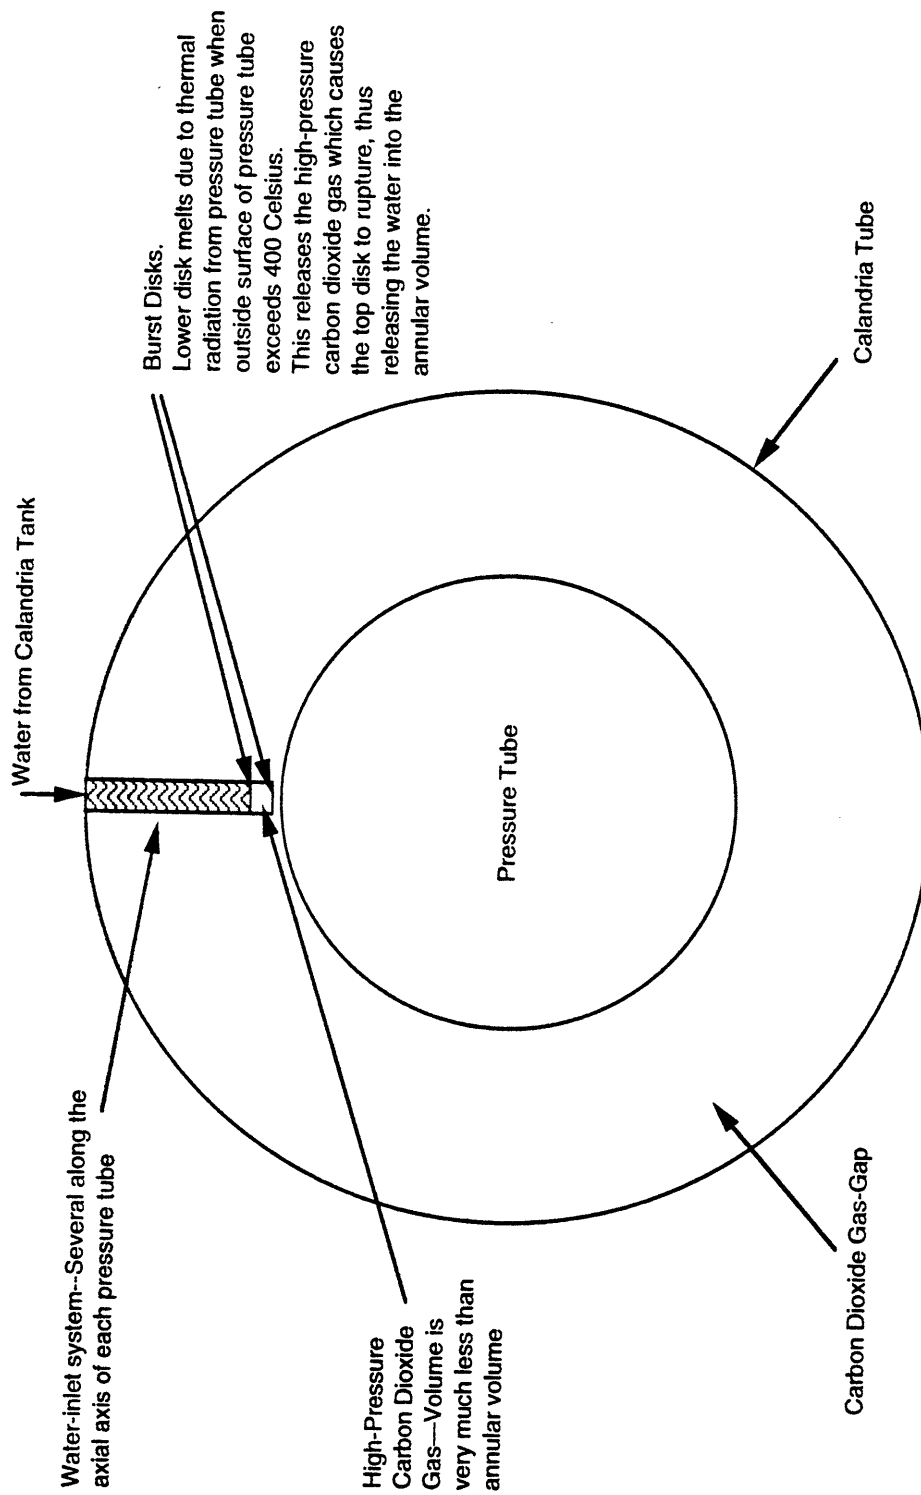 Water from Calandria Tank
Water-inlet system--Several along the
axial axis of each pressure tube
Burst Disks.
Lower disk melts due to thermal
radiation from pressure tube when
outside surface of pressure tube
exceeds 400 Celsius.
This releases the high-pressure
carbon dioxide gas which causes
the top disk to rupture, thus
releasing the water into the
annular volume.
High-Pressure
Carbon Dioxide
Gas—Volume is
very much less than
annular volume
Pressure Tube
Carbon Dioxide Gas-Gap
Calandria Tube